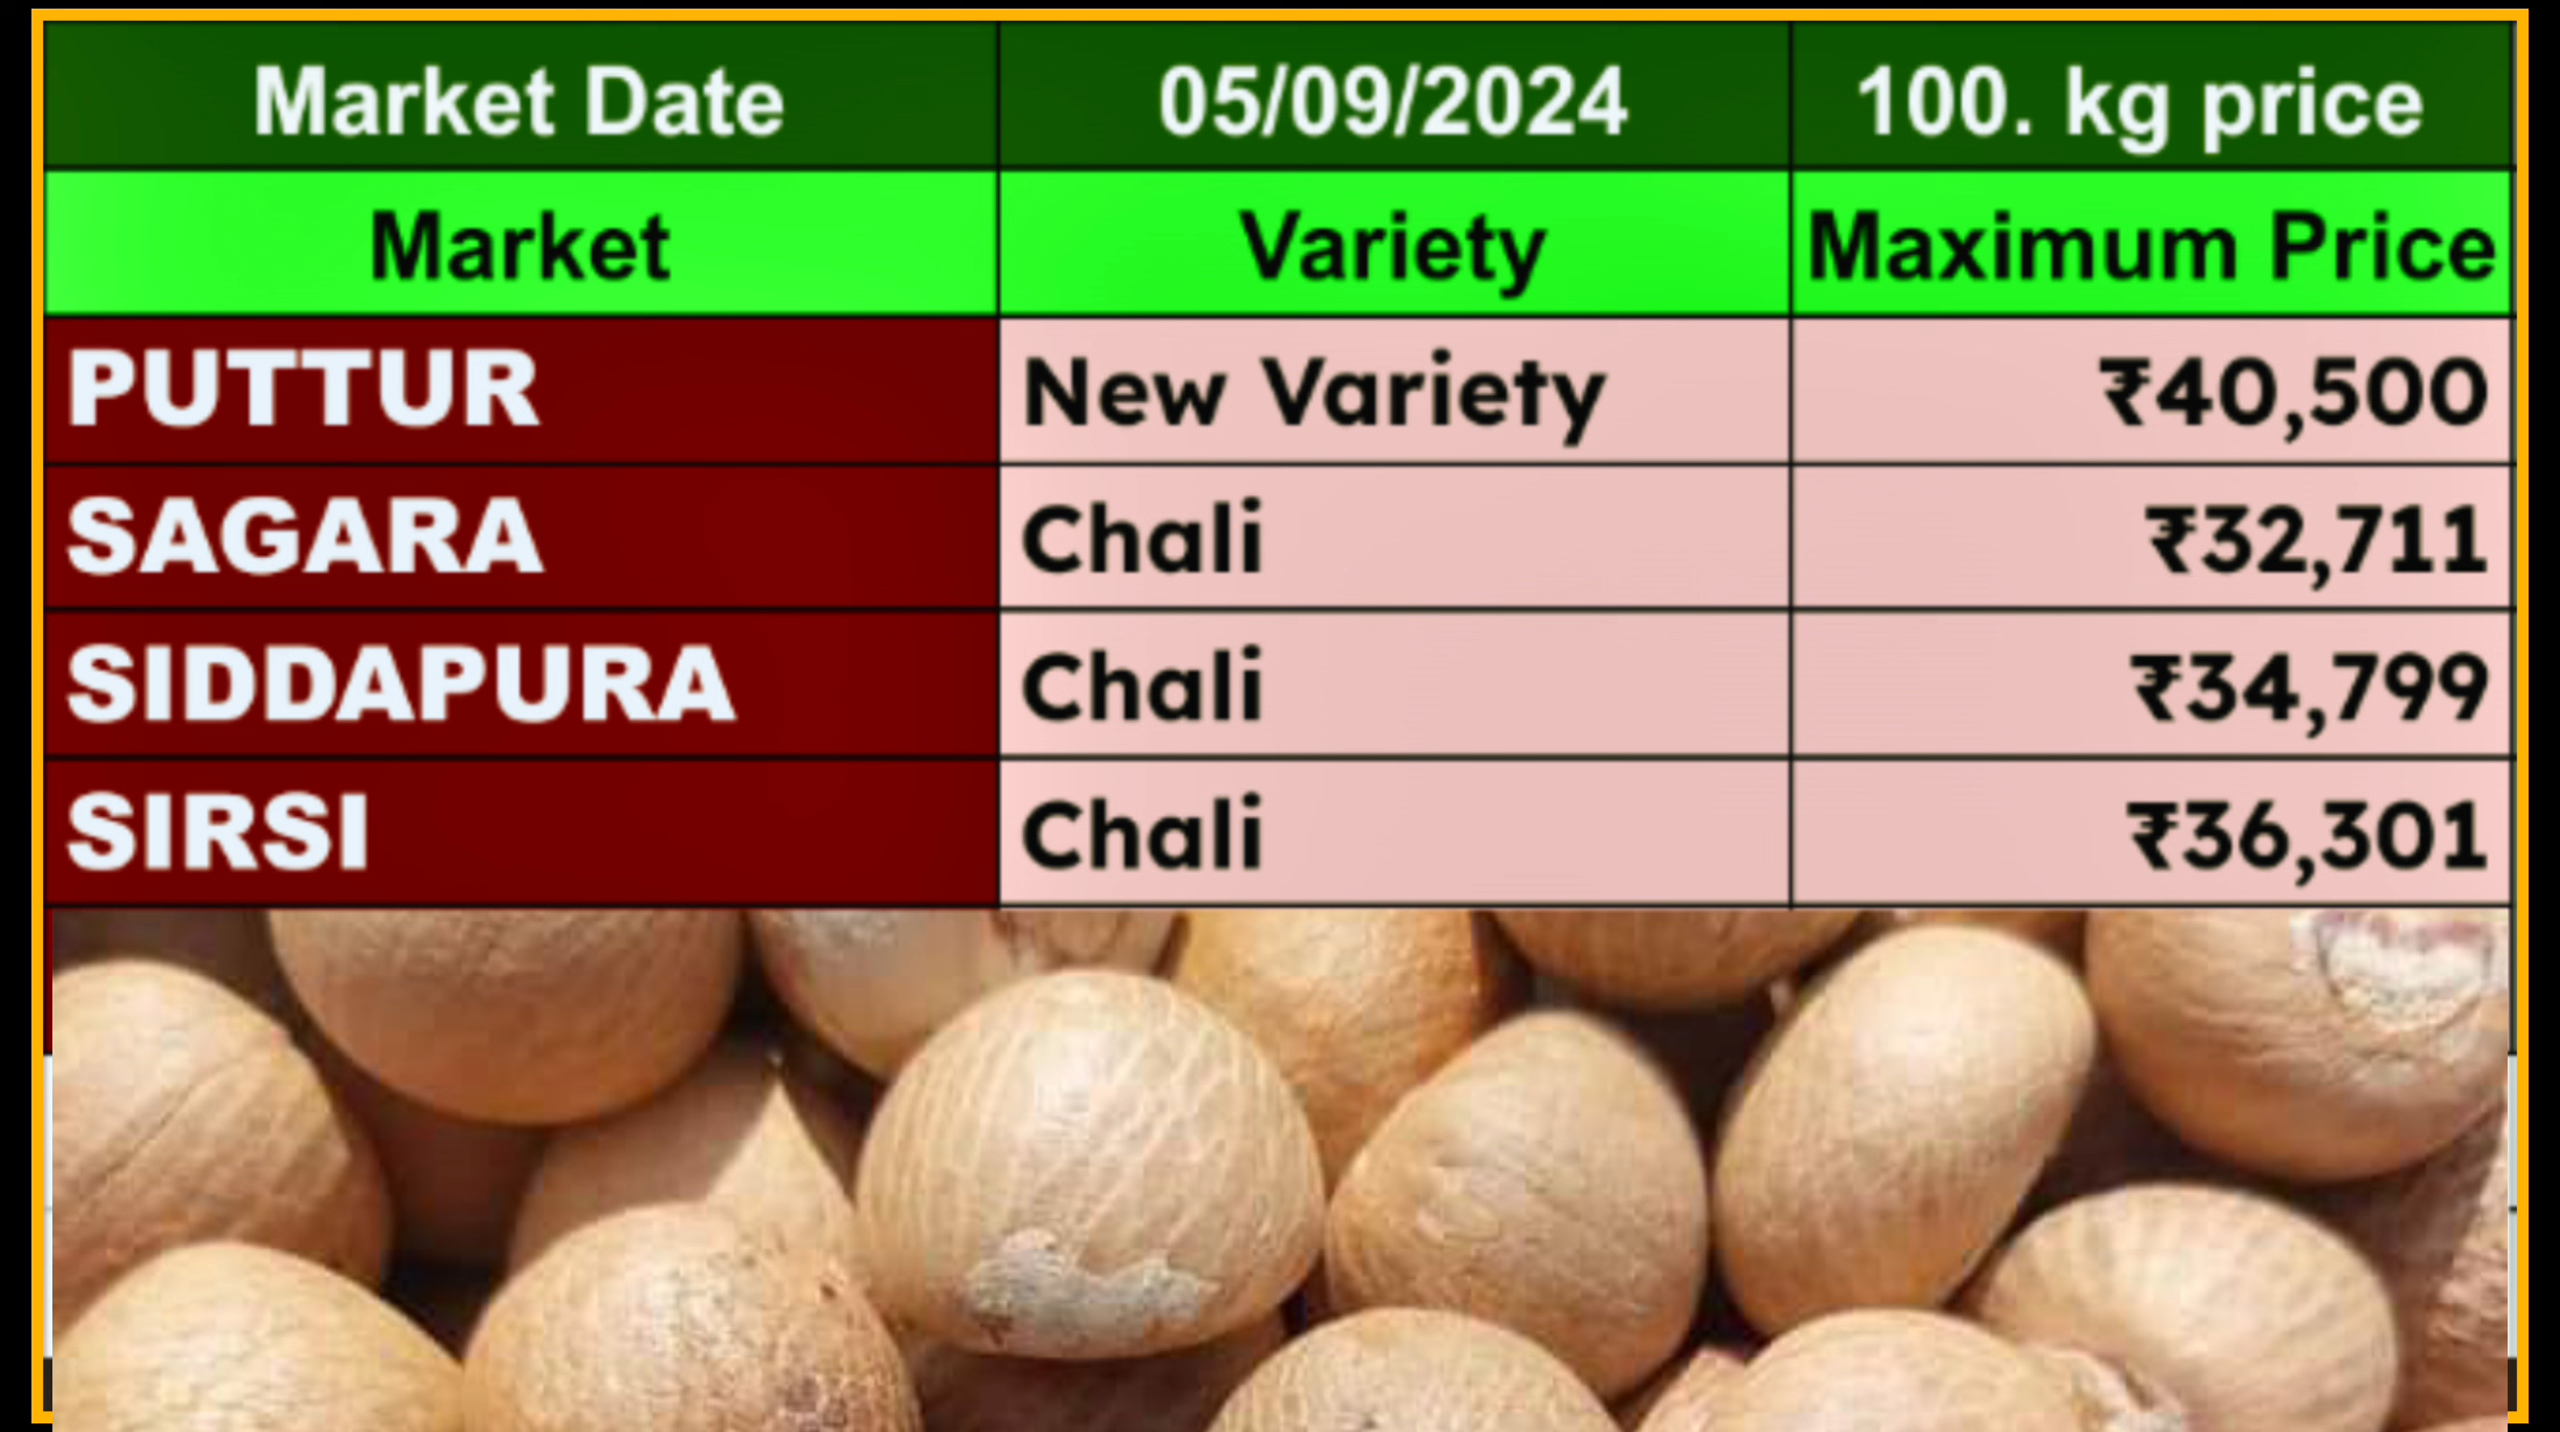 Market Date 05/09/2024 100. kg price
Market Variety Maximum Price
PUTTUR New Variety ₹40,500
SAGARA Chali ₹32,711
SIDDAPURA Chali ₹34,799
SIRSI Chali ₹36,301